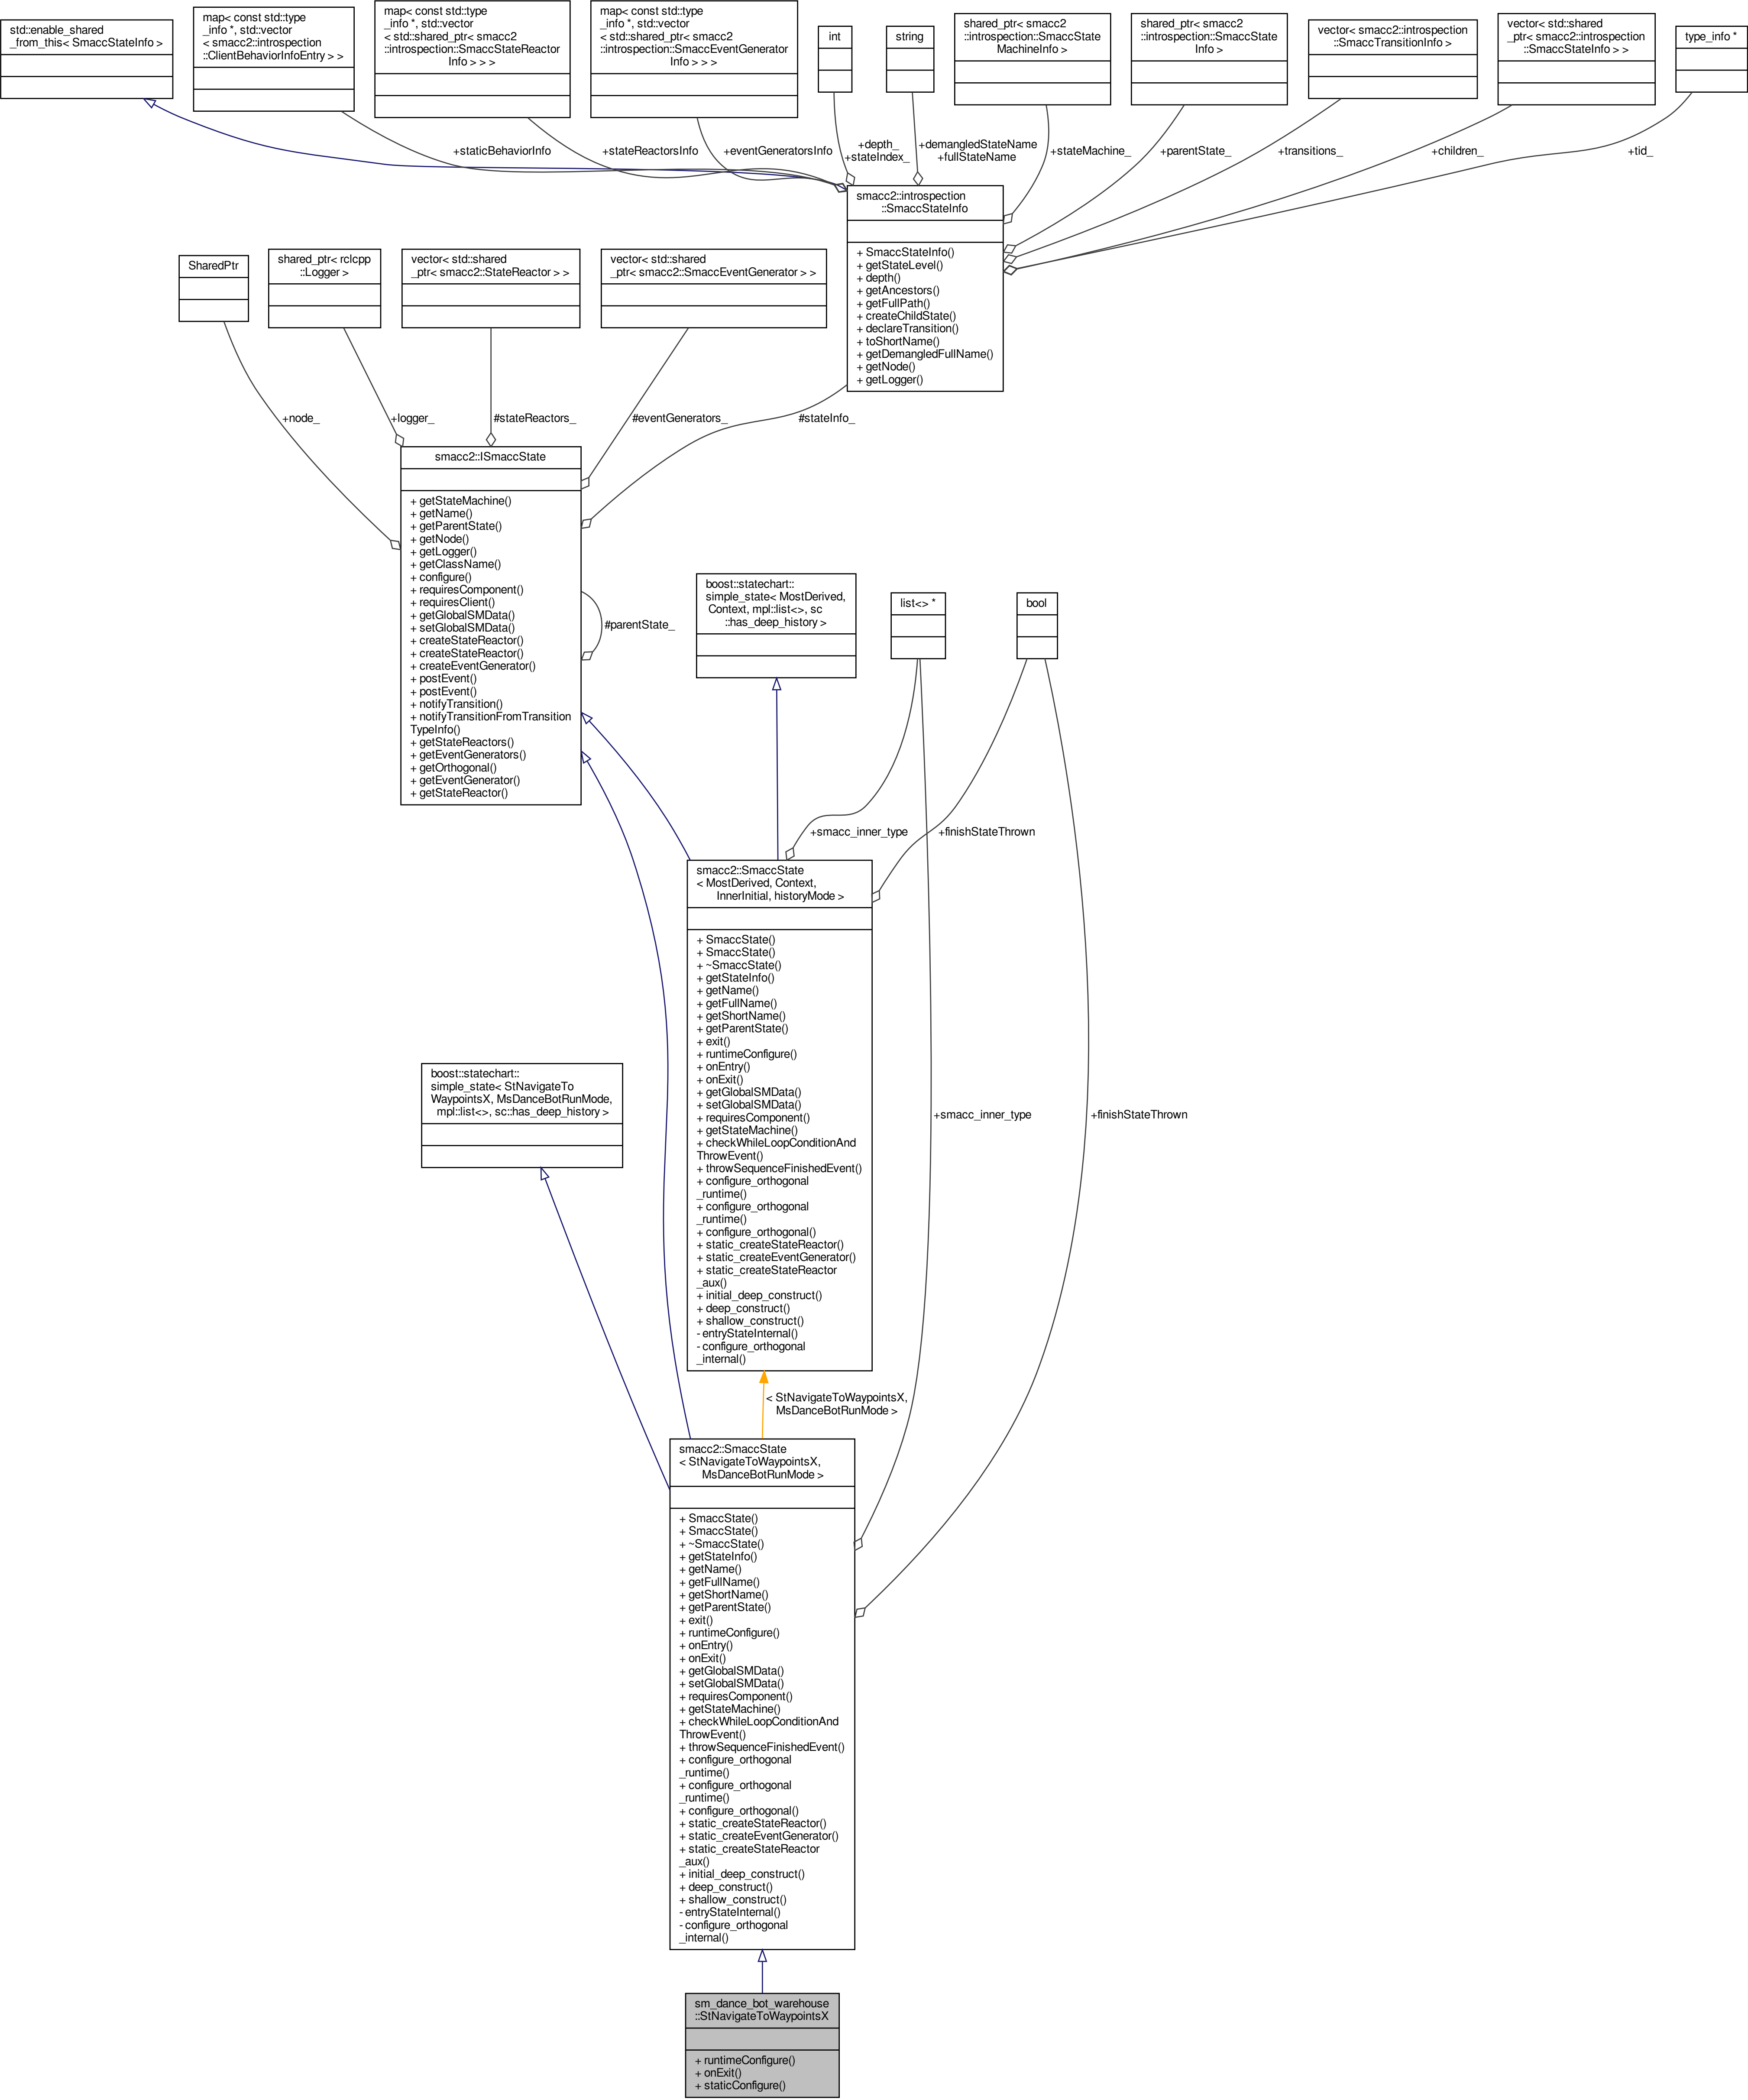 std::enable_shared
_from_this< SmaccStateInfo >
map< const std::type
_info *, std::vector
< smacc2::introspection
::ClientBehaviorInfoEntry > >
map< const std::type
_info *, std::vector
< std::shared_ptr< smacc2
::introspection::SmaccStateReactor
Info > > >
map< const std::type
_info *, std::vector
< std::shared_ptr< smacc2
::introspection::SmaccEventGenerator
Info > > >
int
string
shared_ptr< smacc2
::introspection::SmaccState
MachineInfo >
shared_ptr< smacc2
::introspection::SmaccState
Info >
vector< smacc2::introspection
::SmaccTransitionInfo >
vector< std::shared
_ptr< smacc2::introspection
::SmaccStateInfo > >
type_info *
+staticBehaviorInfo
+stateReactorsInfo
+eventGeneratorsInfo
+depth_
+stateIndex_
+demangledStateName
+fullStateName
+stateMachine_
+parentState_
+transitions_
+children_
+tid_
smacc2::introspection
::SmaccStateInfo
+ SmaccStateInfo()
+ getStateLevel()
+ depth()
+ getAncestors()
+ getFullPath()
+ createChildState()
+ declareTransition()
+ toShortName()
+ getDemangledFullName()
+ getNode()
+ getLogger()
SharedPtr
shared_ptr< rclcpp
::Logger >
vector< std::shared
_ptr< smacc2::StateReactor > >
vector< std::shared
_ptr< smacc2::SmaccEventGenerator > >
+node_
+logger_
#stateReactors_
#eventGenerators_
#stateInfo_
smacc2::ISmaccState
+ getStateMachine()
+ getName()
+ getParentState()
+ getNode()
+ getLogger()
+ getClassName()
+ configure()
+ requiresComponent()
+ requiresClient()
+ getGlobalSMData()
+ setGlobalSMData()
+ createStateReactor()
+ createStateReactor()
+ createEventGenerator()
+ postEvent()
+ postEvent()
+ notifyTransition()
+ notifyTransitionFromTransition
TypeInfo()
+ getStateReactors()
+ getEventGenerators()
+ getOrthogonal()
+ getEventGenerator()
+ getStateReactor()
#parentState_
boost::statechart::
simple_state< MostDerived,
Context, mpl::list<>, sc
::has_deep_history >
list<> *
bool
+smacc_inner_type
+finishStateThrown
smacc2::SmaccState
< MostDerived, Context,
InnerInitial, historyMode >
+ SmaccState()
+ SmaccState()
+ ~SmaccState()
+ getStateInfo()
+ getName()
+ getFullName()
+ getShortName()
+ getParentState()
+ exit()
+ runtimeConfigure()
+ onEntry()
+ onExit()
+ getGlobalSMData()
+ setGlobalSMData()
+ requiresComponent()
+ getStateMachine()
+ checkWhileLoopConditionAnd
ThrowEvent()
+ throwSequenceFinishedEvent()
+ configure_orthogonal
_runtime()
+ configure_orthogonal
_runtime()
+ configure_orthogonal()
+ static_createStateReactor()
+ static_createEventGenerator()
+ static_createStateReactor
_aux()
+ initial_deep_construct()
+ deep_construct()
+ shallow_construct()
- entryStateInternal()
- configure_orthogonal
_internal()
boost::statechart::
simple_state< StNavigateTo
WaypointsX, MsDanceBotRunMode,
mpl::list<>, sc::has_deep_history >
+smacc_inner_type
+finishStateThrown
< StNavigateToWaypointsX,
MsDanceBotRunMode >
smacc2::SmaccState
< StNavigateToWaypointsX,
MsDanceBotRunMode >
+ SmaccState()
+ SmaccState()
+ ~SmaccState()
+ getStateInfo()
+ getName()
+ getFullName()
+ getShortName()
+ getParentState()
+ exit()
+ runtimeConfigure()
+ onEntry()
+ onExit()
+ getGlobalSMData()
+ setGlobalSMData()
+ requiresComponent()
+ getStateMachine()
+ checkWhileLoopConditionAnd
ThrowEvent()
+ throwSequenceFinishedEvent()
+ configure_orthogonal
_runtime()
+ configure_orthogonal
_runtime()
+ configure_orthogonal()
+ static_createStateReactor()
+ static_createEventGenerator()
+ static_createStateReactor
_aux()
+ initial_deep_construct()
+ deep_construct()
+ shallow_construct()
- entryStateInternal()
- configure_orthogonal
_internal()
sm_dance_bot_warehouse
::StNavigateToWaypointsX
+ runtimeConfigure()
+ onExit()
+ staticConfigure()